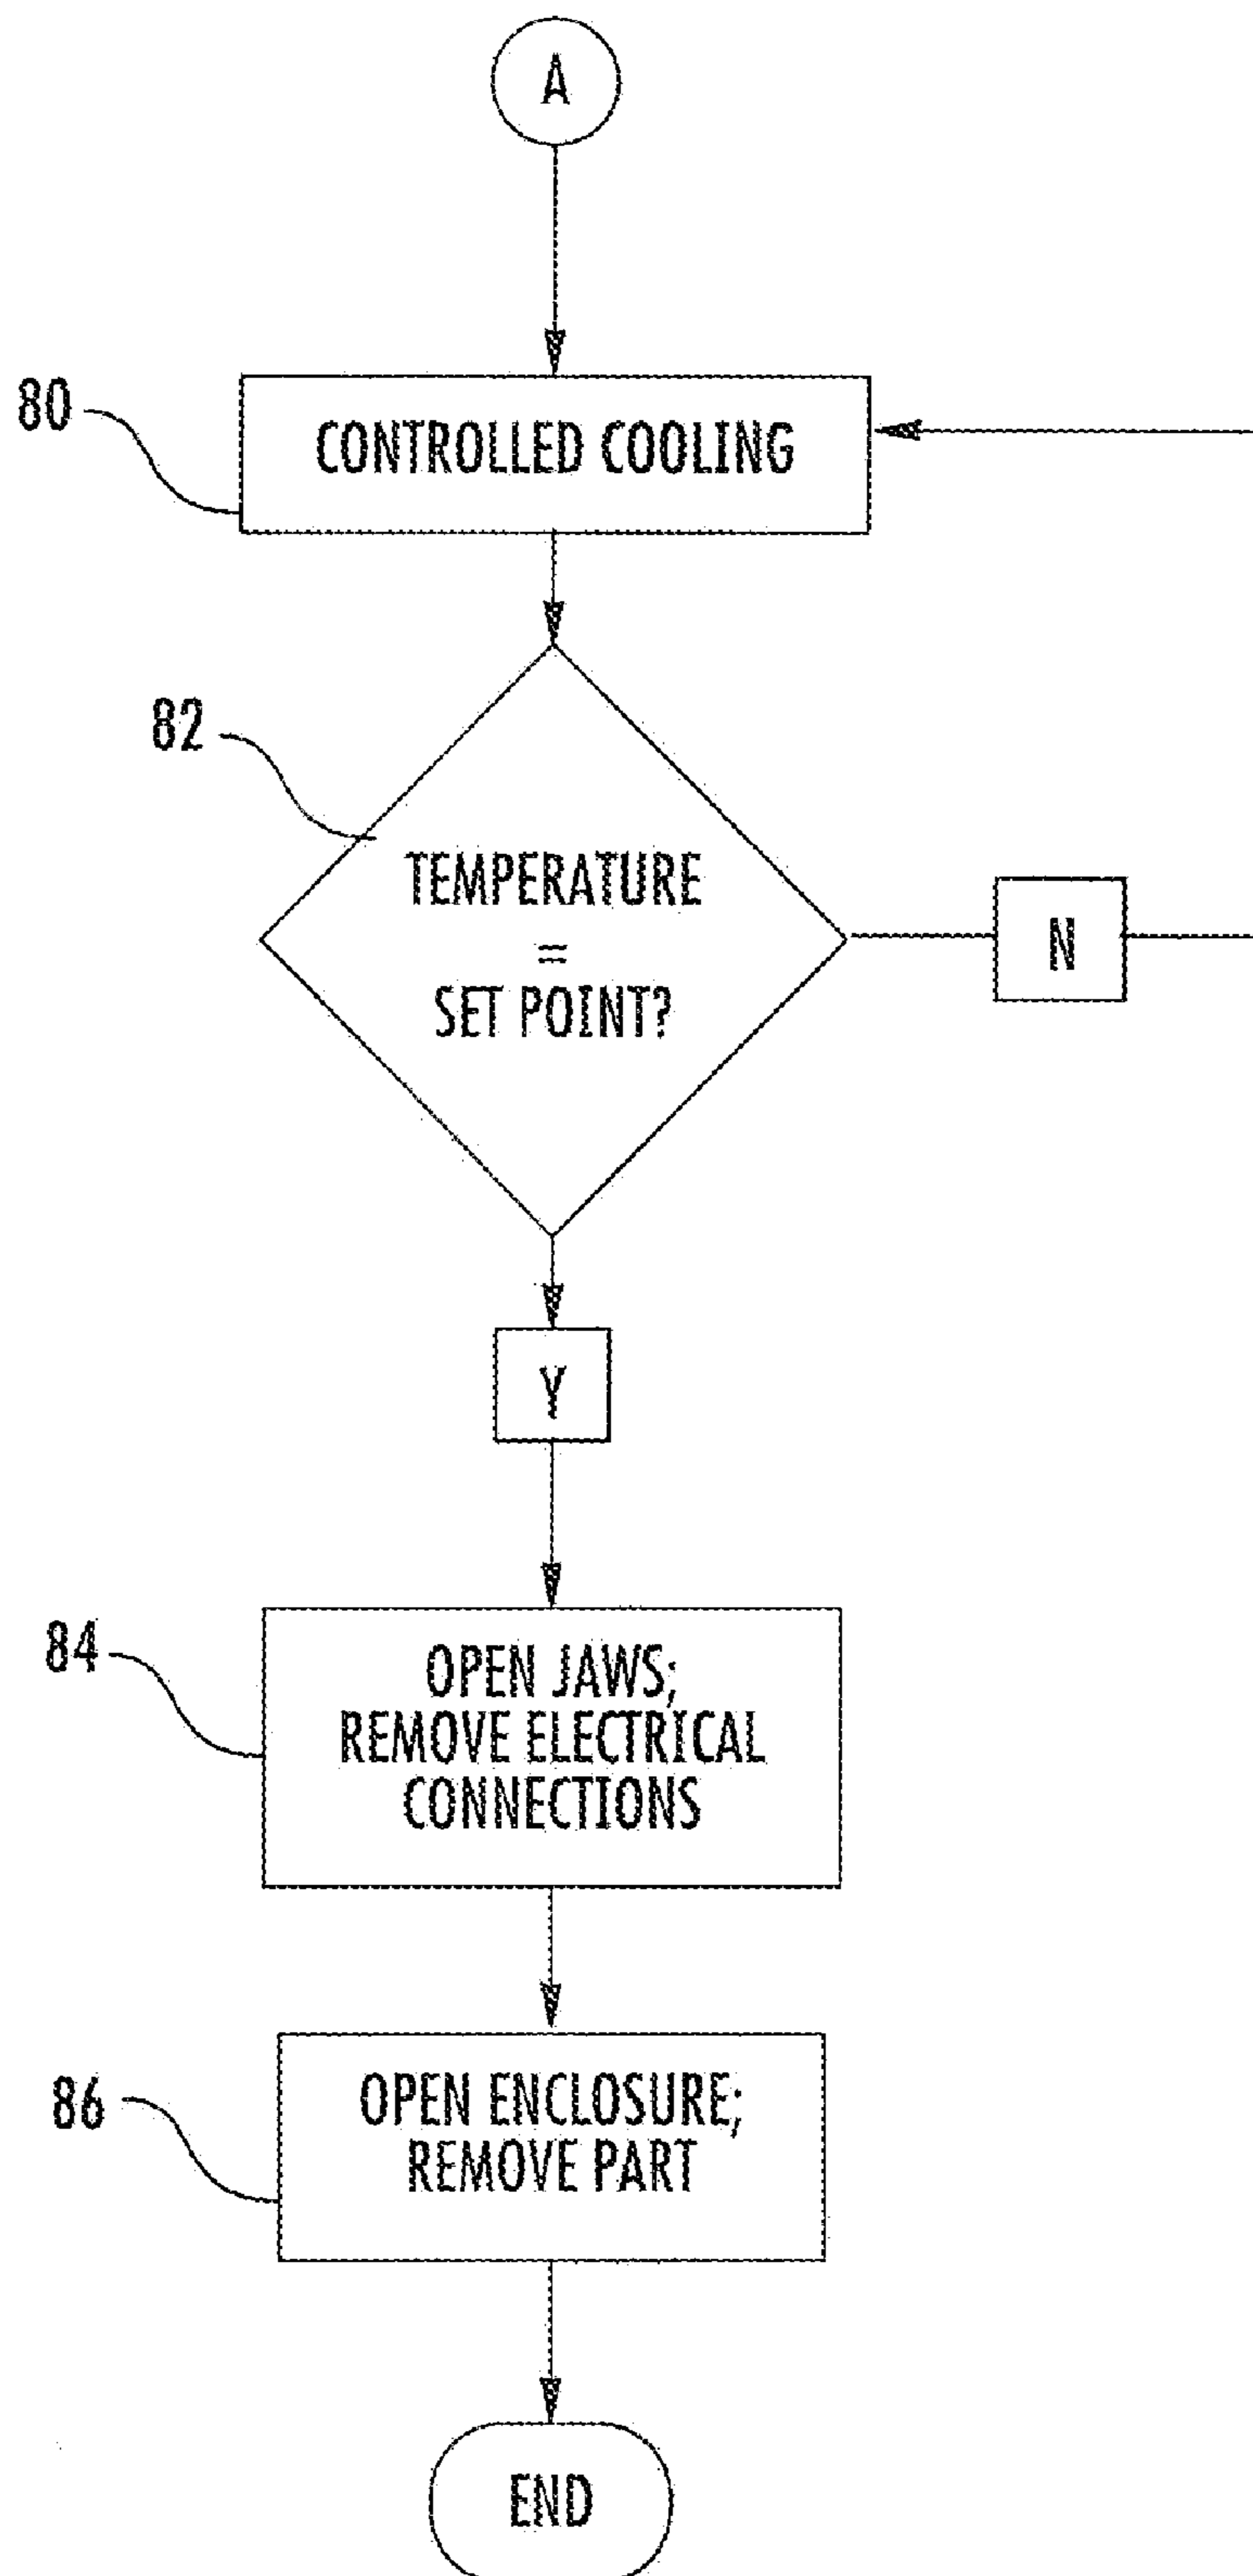 A
80
CONTROLLED COOLING
82
TEMPERATURE
=
SET POINT?
N
Y
84
OPEN JAWS;
REMOVE ELECTRICAL
CONNECTIONS
86
OPEN ENCLOSURE;
REMOVE PART
END